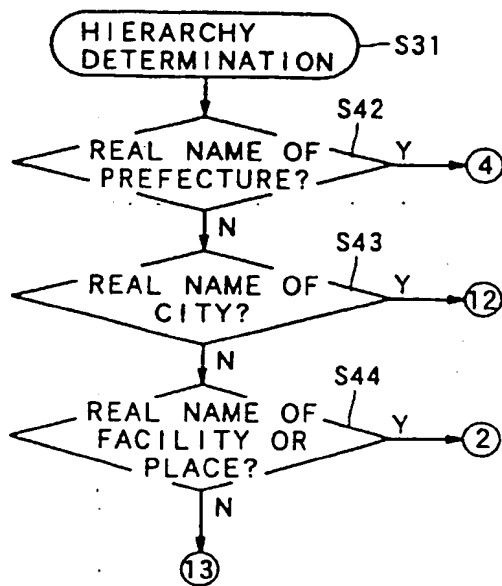 HIERARCHY
DETERMINATION
S31
S42
REAL NAME OF
PREFECTURE?
Y
4
N
S43
REAL NAME OF
CITY?
Y
12
N
S44
REAL NAME OF
FACILITY OR
PLACE?
Y
2
N
13